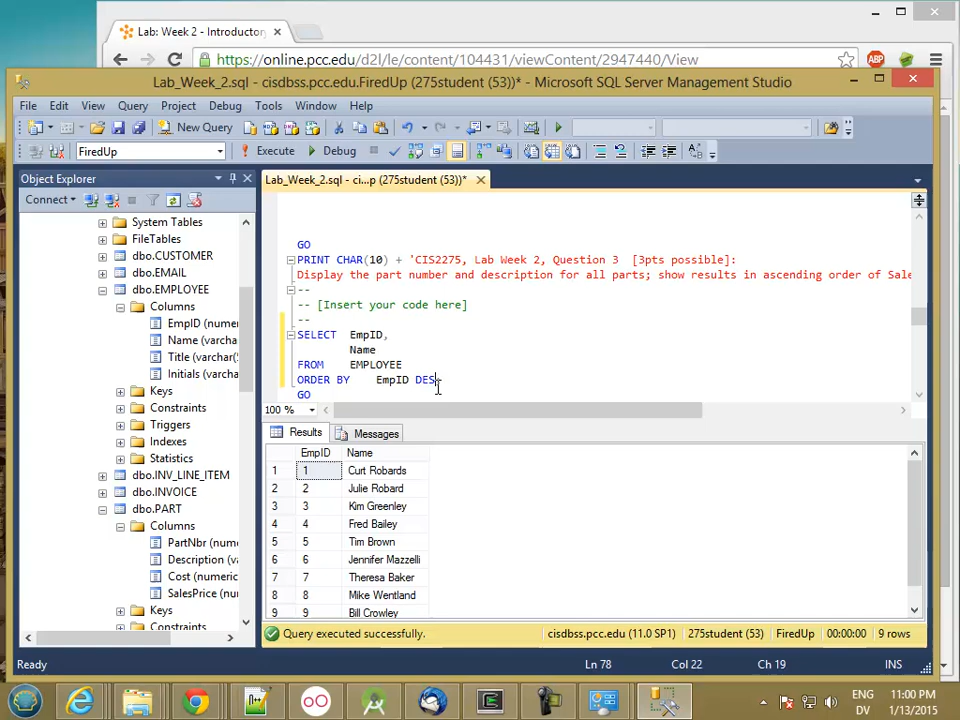 Lab: Week 2 - Introductory
https://online.pcc.edu/d2l/le/content/104431/viewContent/2947440/View
ABP
Lab_Week_2.sql - cisdbss.pcc.edu.FiredUp (275student (53))* - Microsoft SQL Server Management Studio
File Edit View Query Project Debug Tools Window Help
New Query
FiredUp Execute Debug
Object Explorer
Lab_Week_2.sql - ci...p (275student (53))*
Connect
System Tables
FileTables
dbo.CUSTOMER
dbo.EMAIL
dbo.EMPLOYEE
Columns
EmpID (numer
Name (varchar(
Title (varchar(
Initials (varchar(
Keys
Constraints
Triggers
Indexes
Statistics
dbo.INV_LINE_ITEM
dbo.INVOICE
dbo.PART
Columns
PartNbr (numeri
Description (va
Cost (numeric
SalesPrice (nu
Keys
Constraints
GO
PRINT CHAR(10) + 'CIS2275, Lab Week 2, Question 3 [3pts possible]:
Display the part number and description for all parts; show results in ascending order of Sale
--
-- [Insert your code here]
--
SELECT EmpID,
Name
FROM EMPLOYEE
ORDER BY EmpID DES
GO
100 %
Results Messages
EmpID Name
1 1 Curt Robards
2 2 Julie Robard
3 3 Kim Greenley
4 4 Fred Bailey
5 5 Tim Brown
6 6 Jennifer Mazzelli
7 7 Theresa Baker
8 8 Mike Wentland
9 9 Bill Crowley
Query executed successfully. cisdbss.pcc.edu (11.0 SP1) 275student (53) FiredUp 00:00:00 9 rows
Ready Ln 78 Col 22 Ch 19 INS
ENG
DV
11:00 PM
1/13/2015